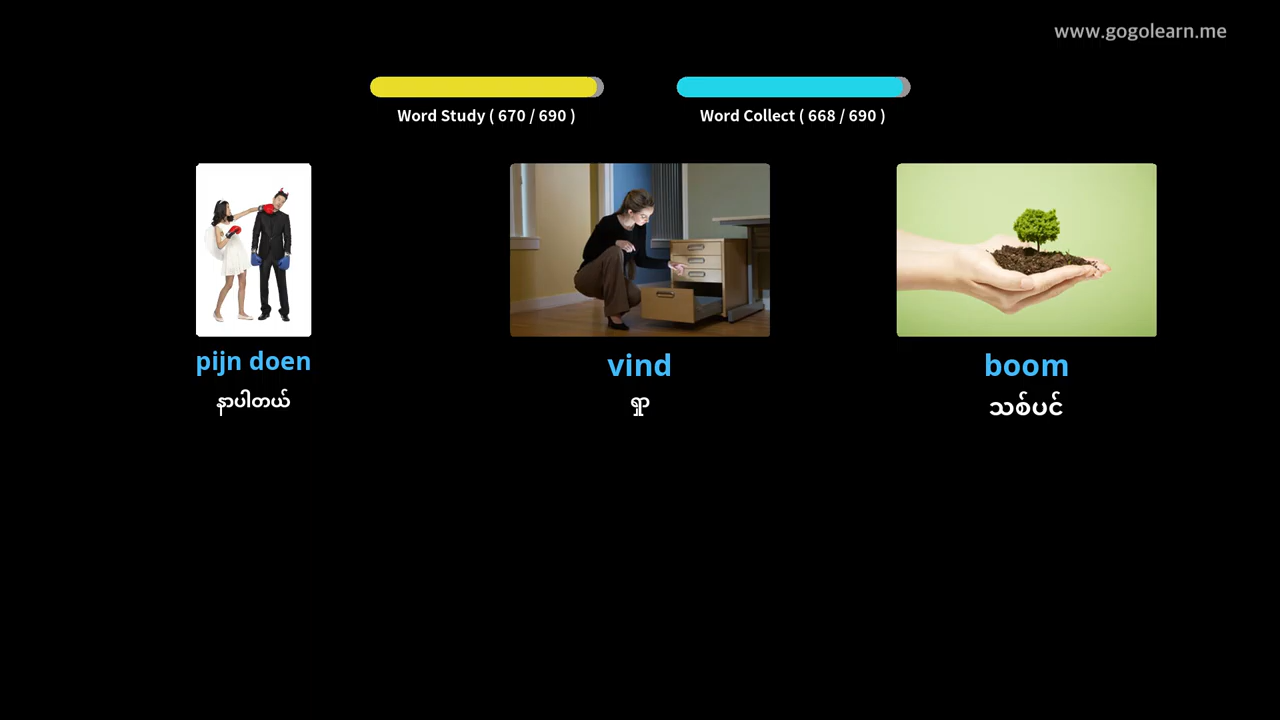 www.gogolearn.me
Word Study ( 670 / 690 )
Word Collect ( 668 / 690 )
pijn doen
vind
boom
နာပါတယ်
ရှာ
သစ်ပင်